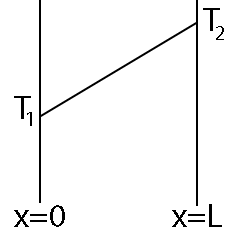 T₂
T₁
x=0 x=L